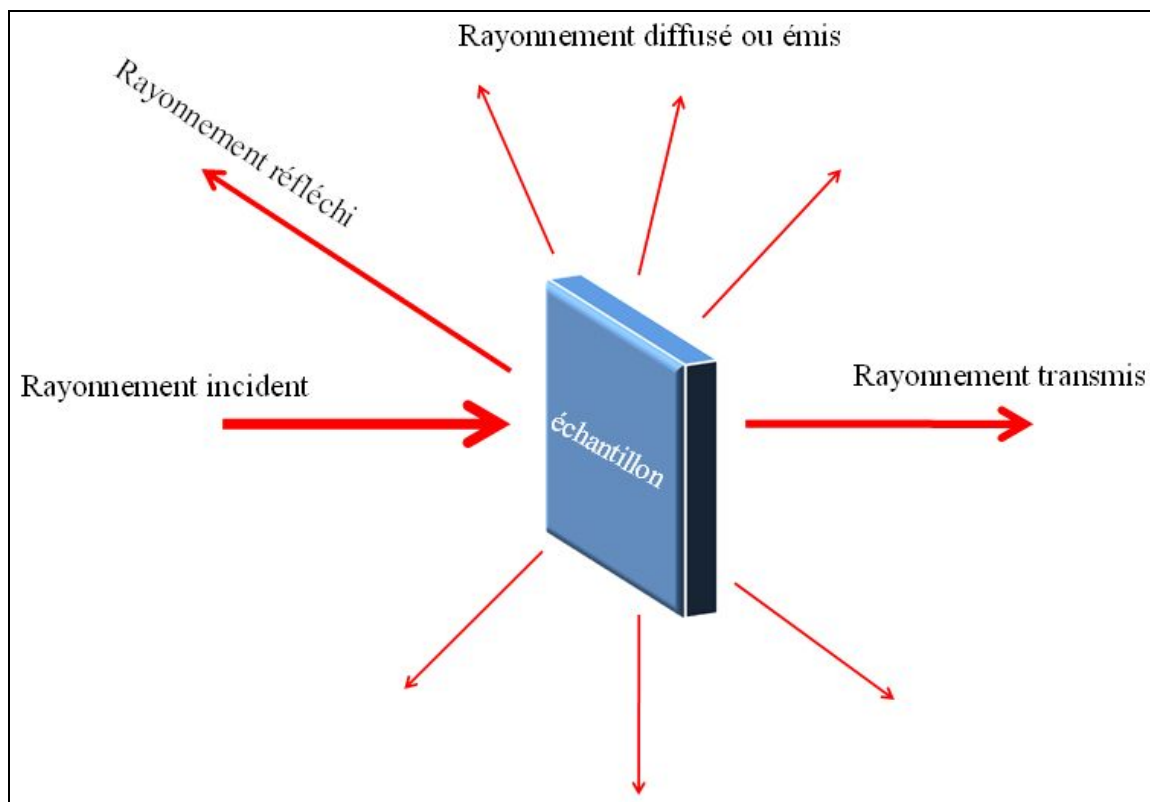 Rayonnement diffusé ou émis
Rayonnement réfléchi
Rayonnement incident
Rayonnement transmis
échantillon